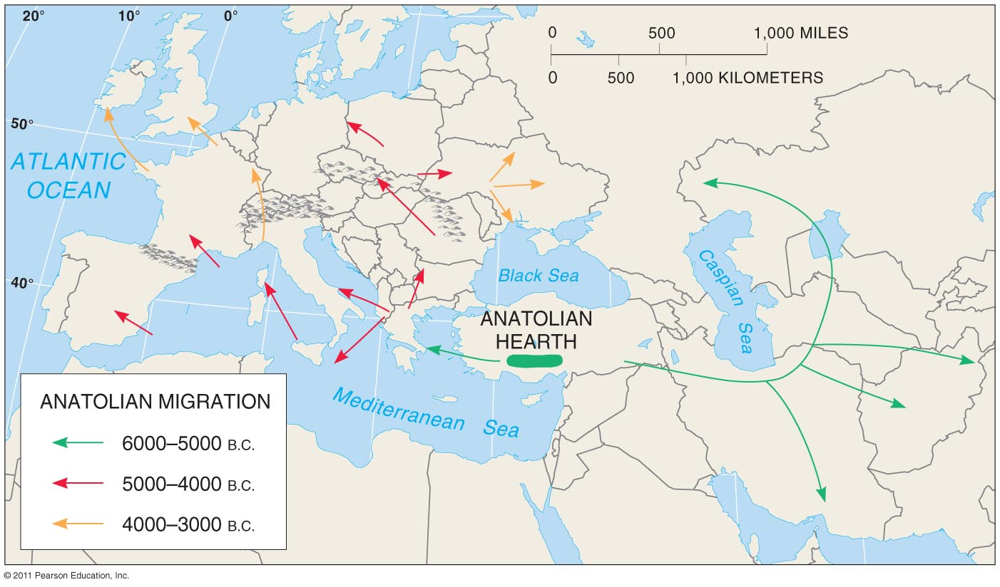 20°
10°
0°
0
500
1,000 MILES
0
500
1,000 KILOMETERS
50°
ATLANTIC
OCEAN
40°
Black Sea
Caspian Sea
ANATOLIAN
HEARTH
Mediterranean Sea
ANATOLIAN MIGRATION
6000–5000 B.C.
5000–4000 B.C.
4000–3000 B.C.
© 2011 Pearson Education, Inc.